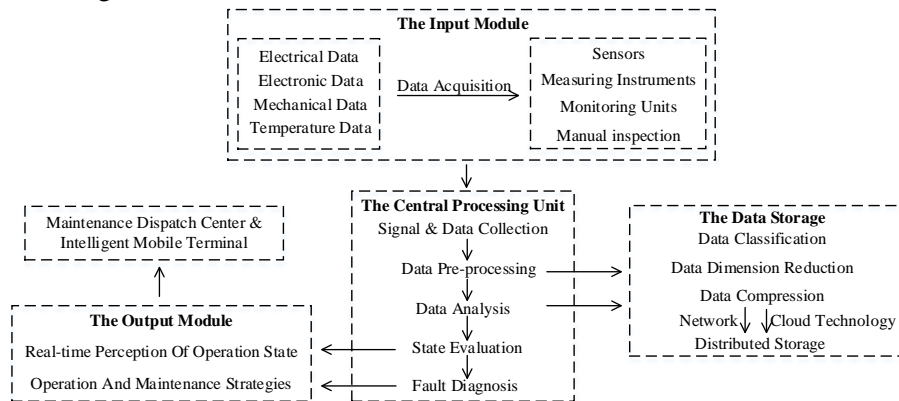 The Input Module
Electrical Data
Electronic Data
Mechanical Data
Temperature Data
Data Acquisition
Sensors
Measuring Instruments
Monitoring Units
Manual inspection
Maintenance Dispatch Center &
Intelligent Mobile Terminal
The Central Processing Unit
Signal & Data Collection
Data Pre-processing
Data Analysis
State Evaluation
Fault Diagnosis
The Data Storage
Data Classification
Data Dimension Reduction
Data Compression
Network
Cloud Technology
Distributed Storage
The Output Module
Real-time Perception Of Operation State
Operation And Maintenance Strategies